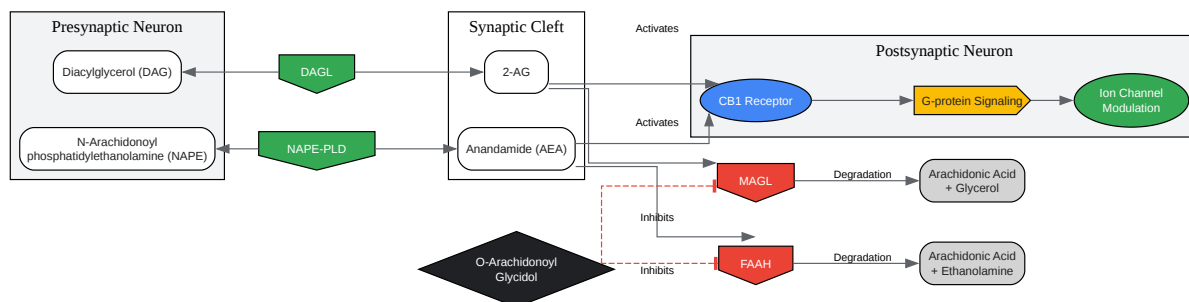 Presynaptic Neuron
Synaptic Cleft
Activates
Postsynaptic Neuron
Diacylglycerol (DAG)
DAGL
2-AG
CB1 Receptor
G-protein Signaling
Ion Channel
Modulation
N-Arachidonoyl
phosphatidylethanolamine (NAPE)
NAPE-PLD
Anandamide (AEA)
Activates
MAGL
Degradation
Arachidonic Acid
+ Glycerol
Inhibits
O-Arachidonoyl
Glycidol
Inhibits
FAAH
Degradation
Arachidonic Acid
+ Ethanolamine